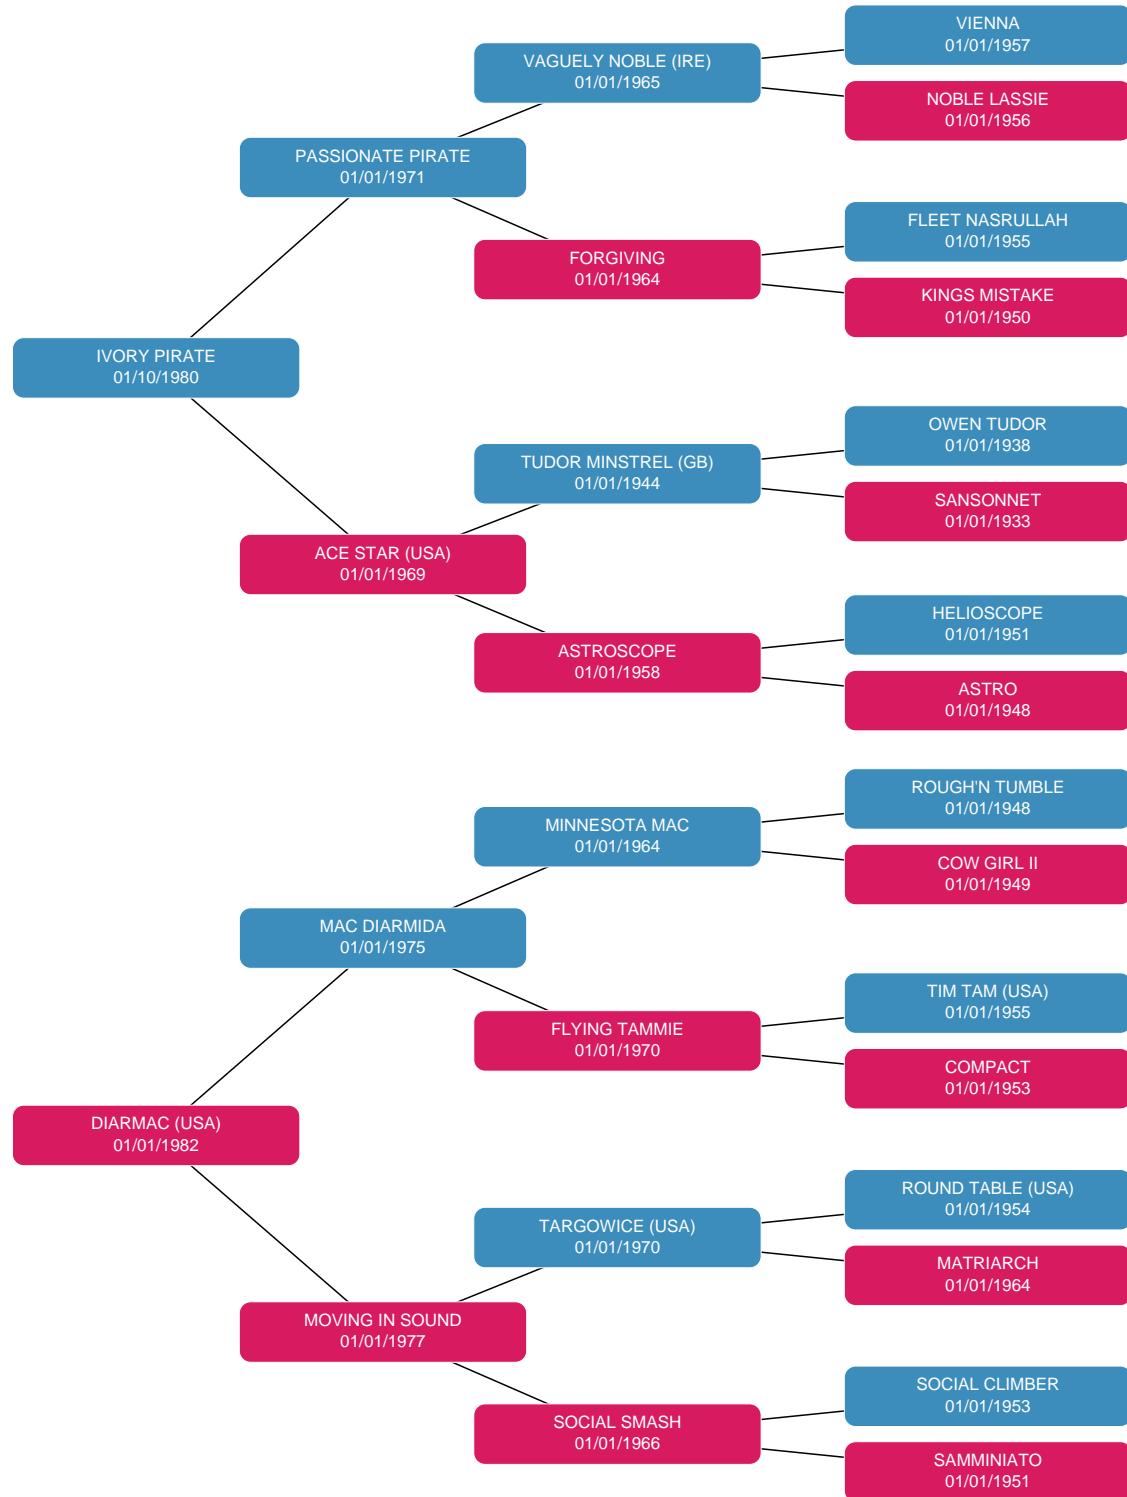 VIENNA
01/01/1957
VAGUELY NOBLE (IRE)
01/01/1965
NOBLE LASSIE
01/01/1956
PASSIONATE PIRATE
01/01/1971
FLEET NASRULLAH
01/01/1955
FORGIVING
01/01/1964
KINGS MISTAKE
01/01/1950
IVORY PIRATE
01/10/1980
OWEN TUDOR
01/01/1938
TUDOR MINSTREL (GB)
01/01/1944
SANSONNET
01/01/1933
ACE STAR (USA)
01/01/1969
HELIOSCOPE
01/01/1951
ASTROSCOPE
01/01/1958
ASTRO
01/01/1948
ROUGH'N TUMBLE
01/01/1948
MINNESOTA MAC
01/01/1964
COW GIRL II
01/01/1949
MAC DIARMIDA
01/01/1975
TIM TAM (USA)
01/01/1955
FLYING TAMMIE
01/01/1970
COMPACT
01/01/1953
DIARMAC (USA)
01/01/1982
ROUND TABLE (USA)
01/01/1954
TARGOWICE (USA)
01/01/1970
MATRIARCH
01/01/1964
MOVING IN SOUND
01/01/1977
SOCIAL CLIMBER
01/01/1953
SOCIAL SMASH
01/01/1966
SAMMINIATO
01/01/1951